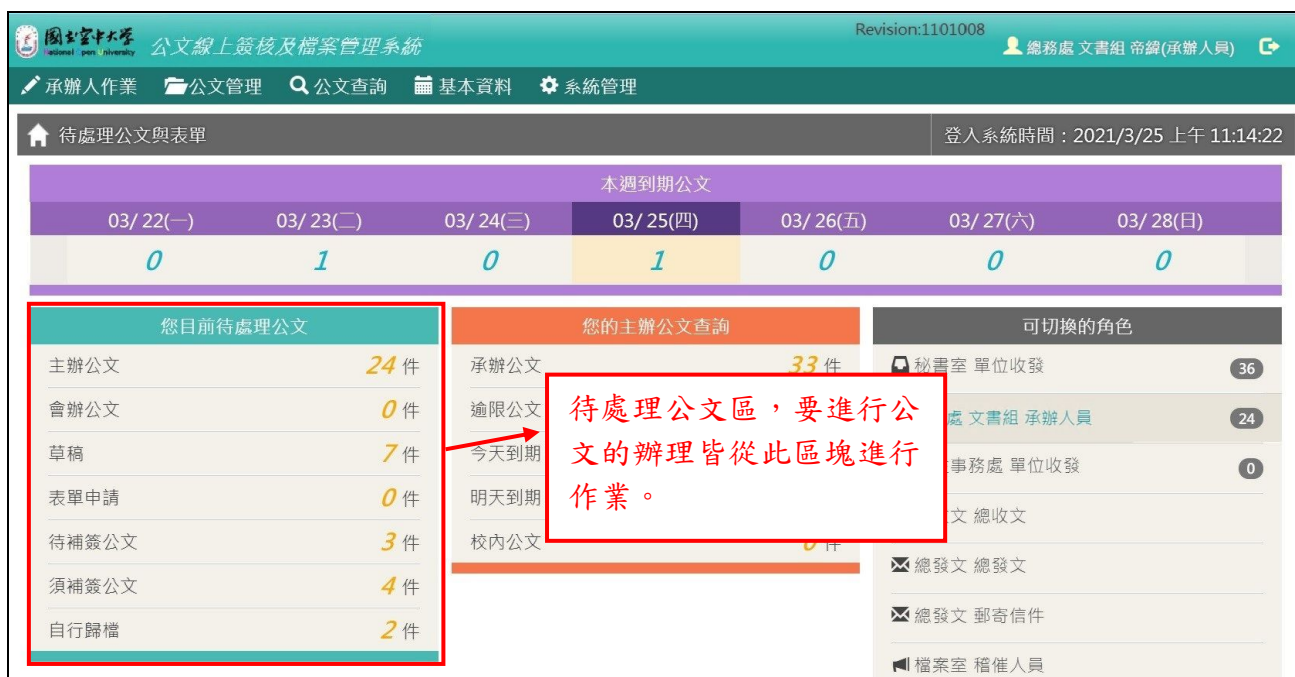 國立空中大學
National Open University
公文線上簽核及檔案管理系統
Revision:1101008
總務處 文書組 帝緯(承辦人員)
承辦人作業 公文管理 公文查詢 基本資料 系統管理
待處理公文與表單
登入系統時間：2021/3/25 上午 11:14:22
本週到期公文
03/ 22(一) 03/ 23(二) 03/ 24(三) 03/ 25(四) 03/ 26(五) 03/ 27(六) 03/ 28(日)
0 1 0 1 0 0 0
您目前待處理公文
主辦公文 24 件
會辦公文 0 件
草稿 7 件
表單申請 0 件
待補簽公文 3 件
須補簽公文 4 件
自行歸檔 2 件
您的主辦公文查詢
承辦公文 33 件
逾限公文
今天到期
明天到期
校內公文 件
待處理公文區，要進行公
文的辦理皆從此區塊進行
作業。
可切換的角色
秘書室 單位收發 36
處 文書組 承辦人員 24
事務處 單位收發 0
文 總收文
總發文 總發文
總發文 郵寄信件
檔案室 稽催人員